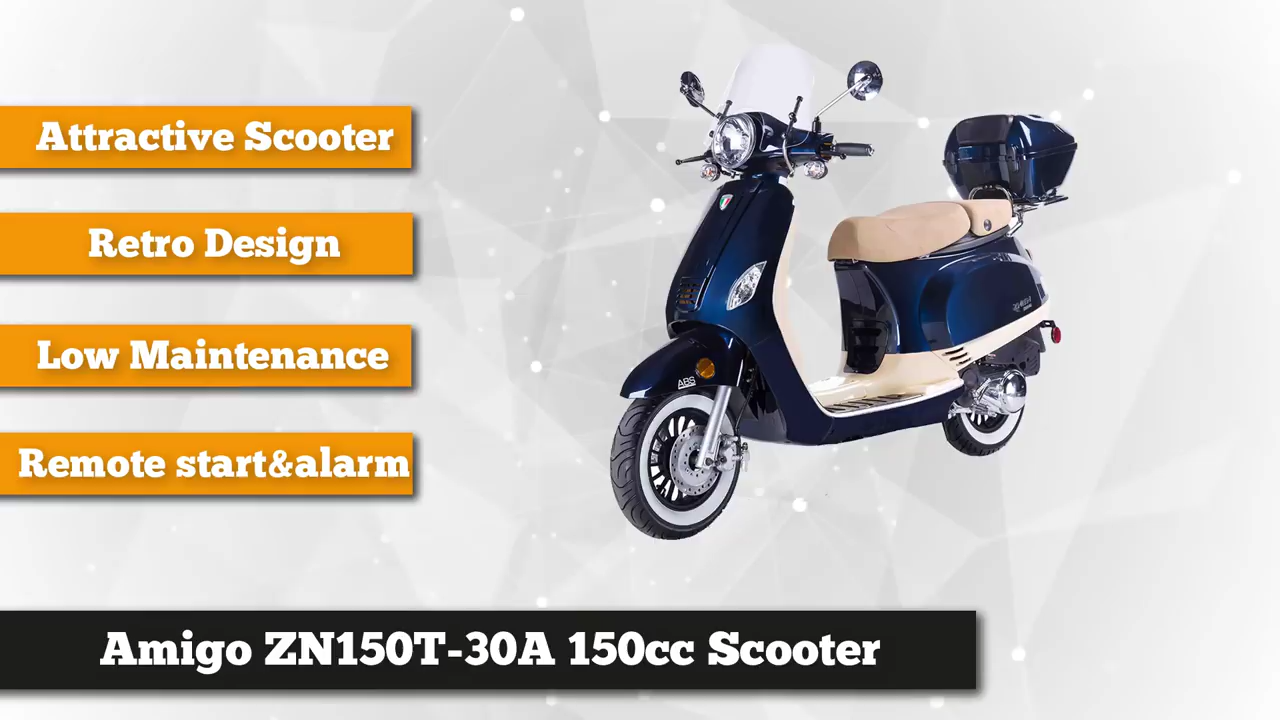 Attractive Scooter
Retro Design
Low Maintenance
Remote start&alarm
ABS
Amigo ZN150T-30A 150cc Scooter